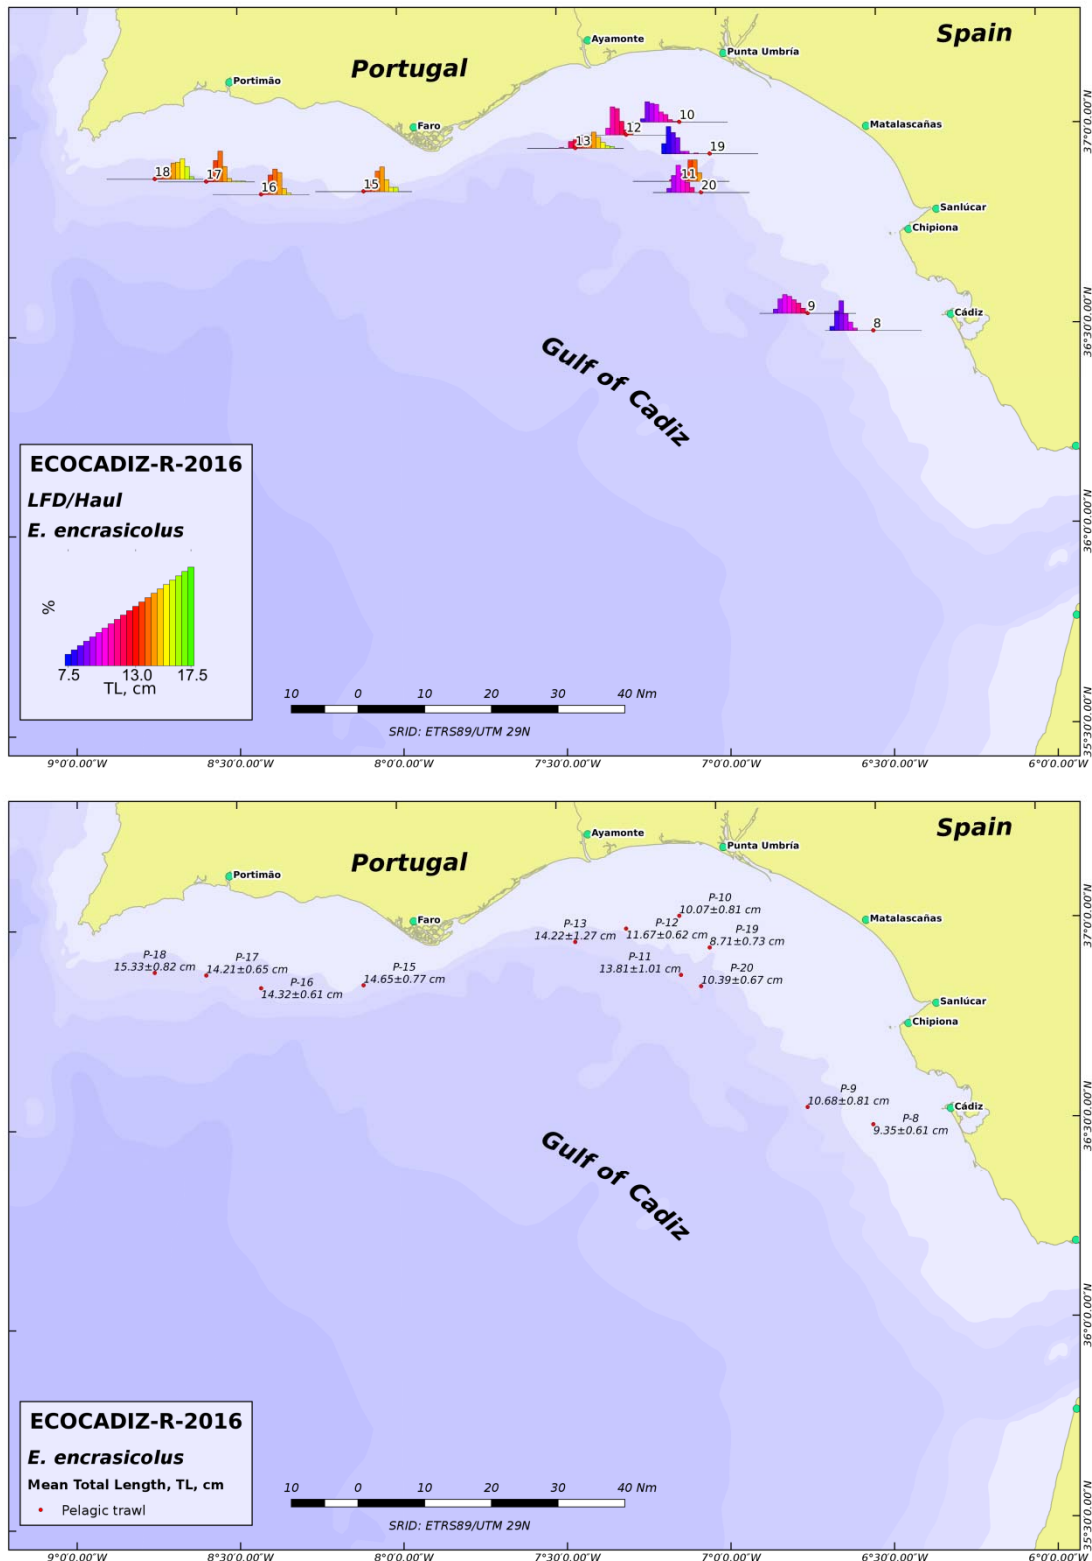 Spain
Ayamonte
Punta Umbría
Portugal
Portimão
Faro
Matalascañas
10
12
13
19
18
17
16
15
11
20
Sanlúcar
Chipiona
9
8
Cádiz
Gulf of Cadiz
37°0'0.00"N
36°30'0.00"N
36°0'0.00"N
35°30'0.00"N
ECOCADIZ-R-2016
LFD/Haul
E. encrasicolus
%
7.5 13.0 17.5
TL, cm
10 0 10 20 30 40 Nm
SRID: ETRS89/UTM 29N
9°0'0.00"W 8°30'0.00"W 8°0'0.00"W 7°30'0.00"W 7°0'0.00"W 6°30'0.00"W 6°0'0.00"W
Spain
Ayamonte
Punta Umbría
Portugal
Portimão
Faro
Matalascañas
P-10
10.07±0.81 cm
P-13
14.22±1.27 cm
P-12
11.67±0.62 cm
P-19
8.71±0.73 cm
P-18
15.33±0.82 cm
P-17
14.21±0.65 cm
P-16
14.32±0.61 cm
P-15
14.65±0.77 cm
P-11
13.81±1.01 cm
P-20
10.39±0.67 cm
Sanlúcar
Chipiona
P-9
10.68±0.81 cm
P-8
9.35±0.61 cm
Cádiz
Gulf of Cadiz
37°0'0.00"N
36°30'0.00"N
36°0'0.00"N
35°30'0.00"N
ECOCADIZ-R-2016
E. encrasicolus
Mean Total Length, TL, cm
Pelagic trawl
10 0 10 20 30 40 Nm
SRID: ETRS89/UTM 29N
9°0'0.00"W 8°30'0.00"W 8°0'0.00"W 7°30'0.00"W 7°0'0.00"W 6°30'0.00"W 6°0'0.00"W